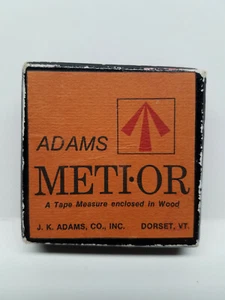 ADAMS
METI·OR
A Tape Measure enclosed in Wood
J. K. ADAMS, CO., INC. DORSET, VT.